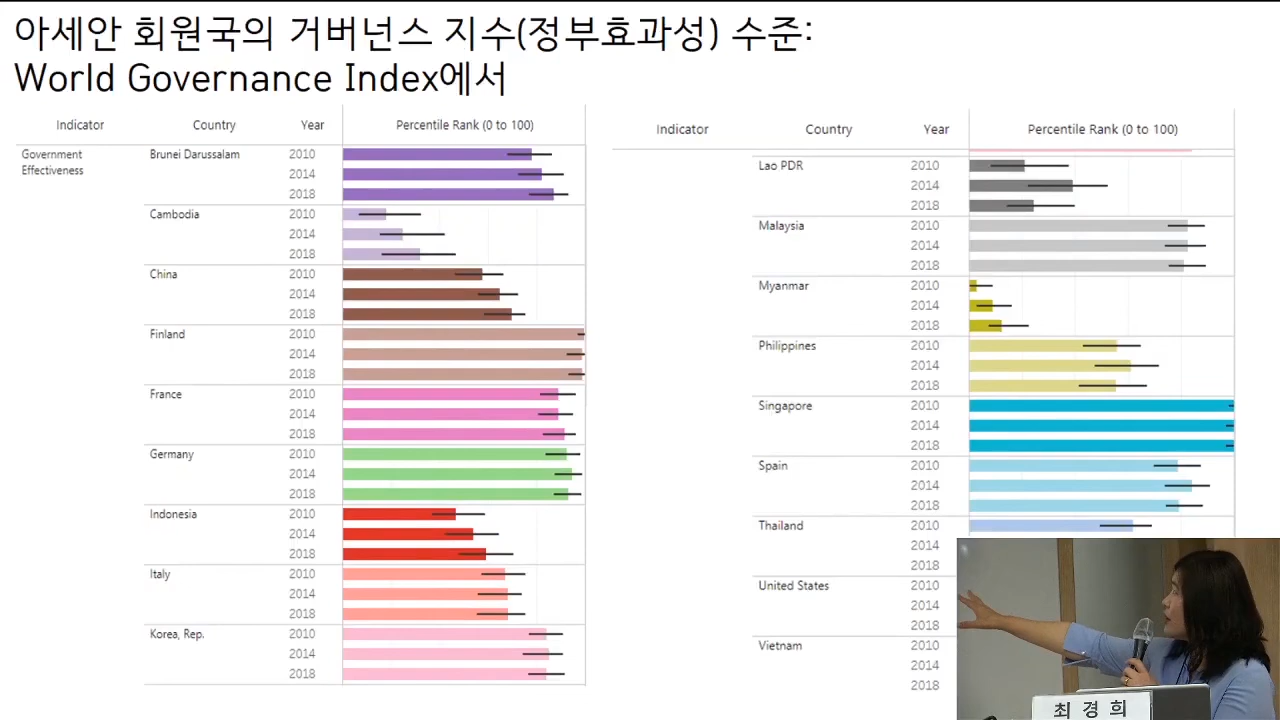 아세안 회원국의 거버넌스 지수(정부효과성) 수준:
World Governance Index에서
Indicator Country Year Percentile Rank (0 to 100)
Government Effectiveness Brunei Darussalam 2010
2014
2018
Cambodia 2010
2014
2018
China 2010
2014
2018
Finland 2010
2014
2018
France 2010
2014
2018
Germany 2010
2014
2018
Indonesia 2010
2014
2018
Italy 2010
2014
2018
Korea, Rep. 2010
2014
2018
Indicator Country Year Percentile Rank (0 to 100)
Lao PDR 2010
2014
2018
Malaysia 2010
2014
2018
Myanmar 2010
2014
2018
Philippines 2010
2014
2018
Singapore 2010
2014
2018
Spain 2010
2014
2018
Thailand 2010
2014
2018
United States 2010
2014
2018
Vietnam 2010
2014
2018
최경희